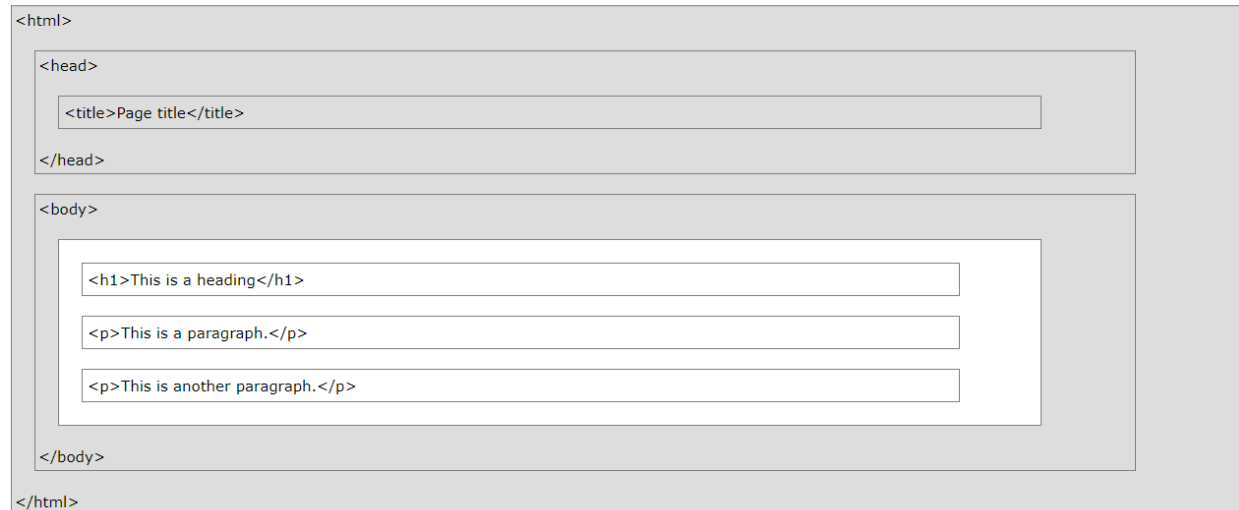 <html>
<head>
<title>Page title</title>
</head>
<body>
<h1>This is a heading</h1>
<p>This is a paragraph.</p>
<p>This is another paragraph.</p>
</body>
</html>